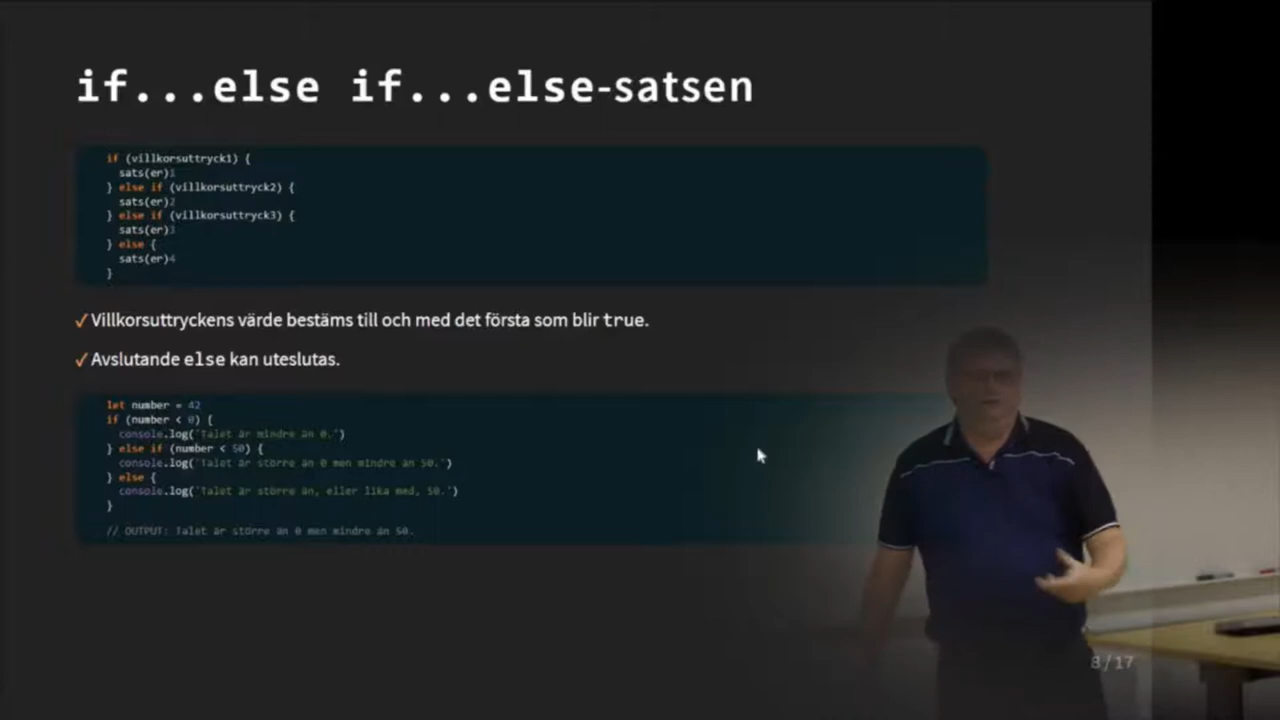 if...else if...else-satsen
if (villkorsuttryck1) {
sats(er)1
} else if (villkorsuttryck2) {
sats(er)2
} else if (villkorsuttryck3) {
sats(er)3
} else {
sats(er)4
}
✓Villkorsuttryckens värde bestäms till och med det första som blir true.
✓Avslutande else kan uteslutas.
let number = 42
if (number < 0) {
console.log('Talet är mindre än 0.')
} else if (number < 50) {
console.log('Talet är större än 0 men mindre än 50.')
} else {
console.log('Talet är större än, eller lika med, 50.')
}
// OUTPUT: Talet är större än 0 men mindre än 50.
8/17